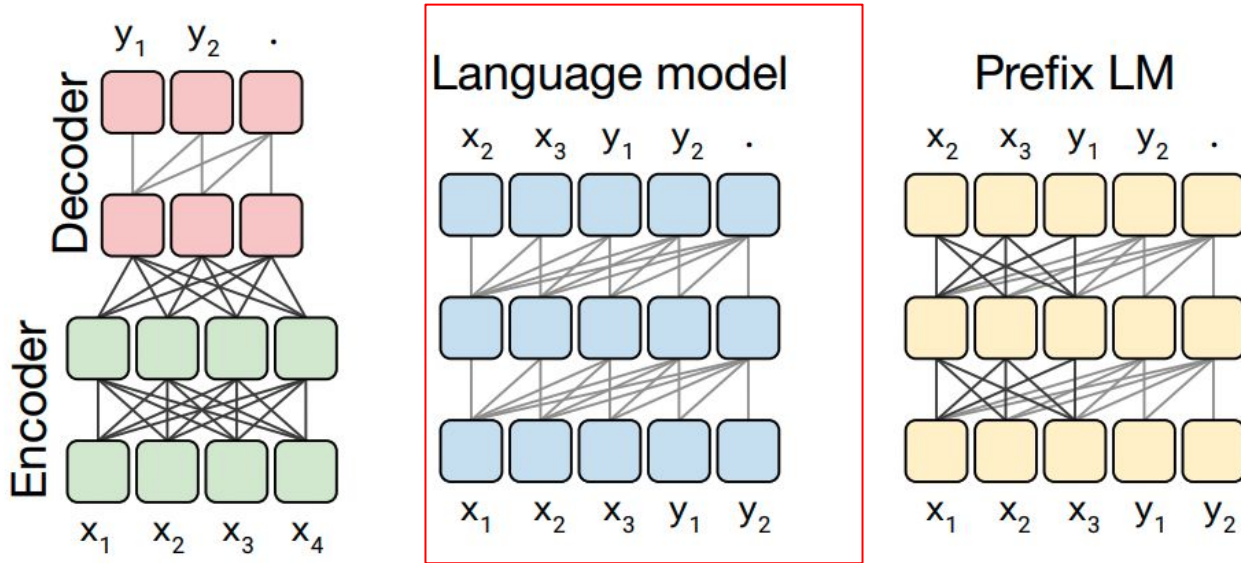 y₁ y₂ .
Decoder
Encoder
x₁ x₂ x₃ x₄
Language model
x₂ x₃ y₁ y₂ .
x₁ x₂ x₃ y₁ y₂
Prefix LM
x₂ x₃ y₁ y₂ .
x₁ x₂ x₃ y₁ y₂